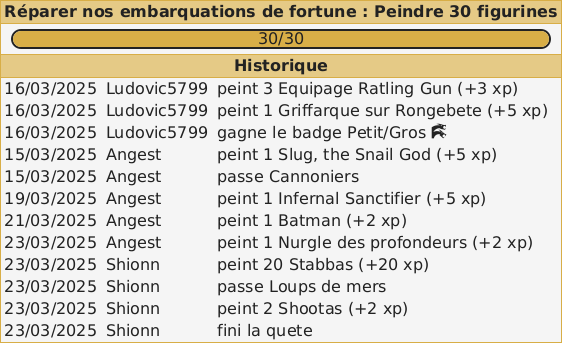 Réparer nos embarquations de fortune : Peindre 30 figurines
30/30
Historique
16/03/2025 Ludovic5799 peint 3 Equipage Ratling Gun (+3 xp)
16/03/2025 Ludovic5799 peint 1 Griffarque sur Rongebete (+5 xp)
16/03/2025 Ludovic5799 gagne le badge Petit/Gros
15/03/2025 Angest peint 1 Slug, the Snail God (+5 xp)
15/03/2025 Angest passe Cannoniers
19/03/2025 Angest peint 1 Infernal Sanctifier (+5 xp)
21/03/2025 Angest peint 1 Batman (+2 xp)
23/03/2025 Angest peint 1 Nurgle des profondeurs (+2 xp)
23/03/2025 Shionn peint 20 Stabbas (+20 xp)
23/03/2025 Shionn passe Loups de mers
23/03/2025 Shionn peint 2 Shootas (+2 xp)
23/03/2025 Shionn fini la quete